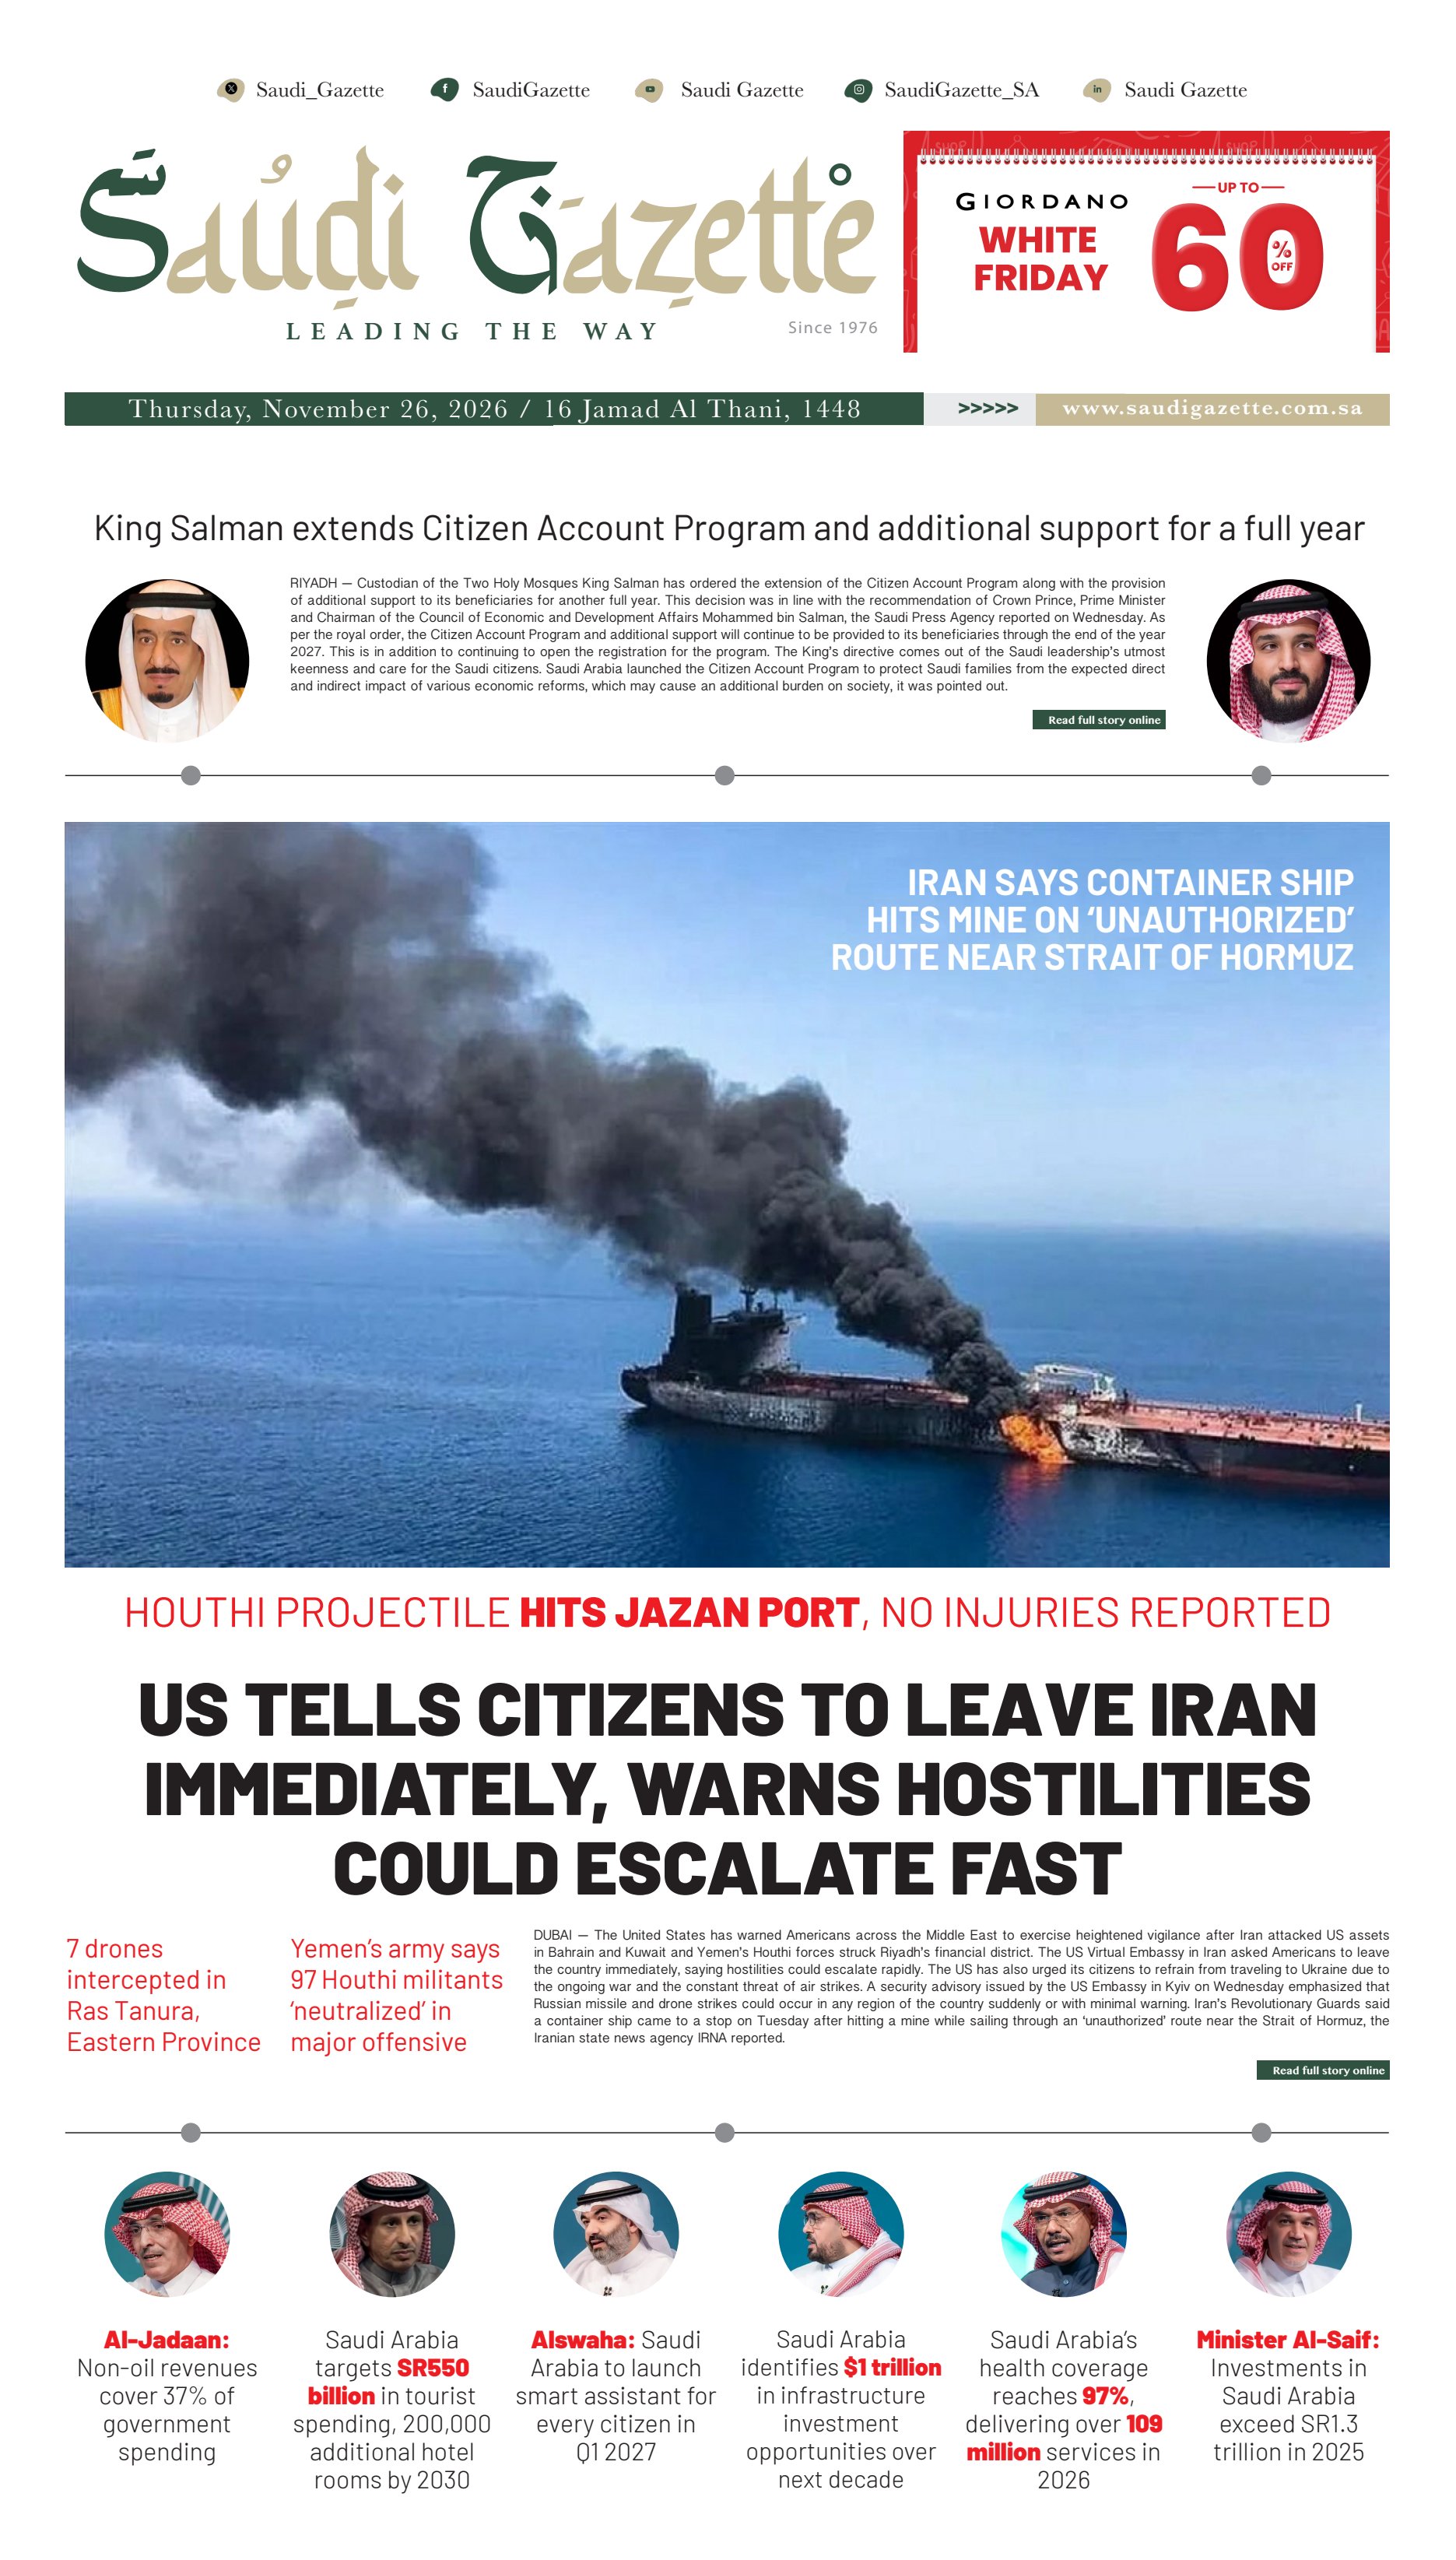 Saudi_Gazette
SaudiGazette
Saudi Gazette
SaudiGazette_SA
Saudi Gazette
Saudi Gazette
LEADING THE WAY
Since 1976
GIORDANO
WHITE
FRIDAY
UP TO
60
%
OFF
Thursday, November 26, 2026 / 16 Jamad Al Thani, 1448
>>>>>
www.saudigazette.com.sa
King Salman extends Citizen Account Program and additional support for a full year
RIYADH — Custodian of the Two Holy Mosques King Salman has ordered the extension of the Citizen Account Program along with the provision
of additional support to its beneficiaries for another full year. This decision was in line with the recommendation of Crown Prince, Prime Minister
and Chairman of the Council of Economic and Development Affairs Mohammed bin Salman, the Saudi Press Agency reported on Wednesday. As
per the royal order, the Citizen Account Program and additional support will continue to be provided to its beneficiaries through the end of the year
2027. This is in addition to continuing to open the registration for the program. The King's directive comes out of the Saudi leadership's utmost
keenness and care for the Saudi citizens. Saudi Arabia launched the Citizen Account Program to protect Saudi families from the expected direct
and indirect impact of various economic reforms, which may cause an additional burden on society, it was pointed out.
Read full story online
IRAN SAYS CONTAINER SHIP
HITS MINE ON ‘UNAUTHORIZED’
ROUTE NEAR STRAIT OF HORMUZ
HOUTHI PROJECTILE HITS JAZAN PORT, NO INJURIES REPORTED
US TELLS CITIZENS TO LEAVE IRAN
IMMEDIATELY, WARNS HOSTILITIES
COULD ESCALATE FAST
7 drones
intercepted in
Ras Tanura,
Eastern Province
Yemen’s army says
97 Houthi militants
‘neutralized’ in
major offensive
DUBAI — The United States has warned Americans across the Middle East to exercise heightened vigilance after Iran attacked US assets
in Bahrain and Kuwait and Yemen's Houthi forces struck Riyadh's financial district. The US Virtual Embassy in Iran asked Americans to leave
the country immediately, saying hostilities could escalate rapidly. The US has also urged its citizens to refrain from traveling to Ukraine due to
the ongoing war and the constant threat of air strikes. A security advisory issued by the US Embassy in Kyiv on Wednesday emphasized that
Russian missile and drone strikes could occur in any region of the country suddenly or with minimal warning. Iran's Revolutionary Guards said
a container ship came to a stop on Tuesday after hitting a mine while sailing through an ‘unauthorized’ route near the Strait of Hormuz, the
Iranian state news agency IRNA reported.
Read full story online
Al-Jadaan:
Non-oil revenues
cover 37% of
government
spending
Saudi Arabia
targets SR550
billion in tourist
spending, 200,000
additional hotel
rooms by 2030
Alswaha: Saudi
Arabia to launch
smart assistant for
every citizen in
Q1 2027
Saudi Arabia
identifies $1 trillion
in infrastructure
investment
opportunities over
next decade
Saudi Arabia’s
health coverage
reaches 97%,
delivering over 109
million services in
2026
Minister Al-Saif:
Investments in
Saudi Arabia
exceed SR1.3
trillion in 2025